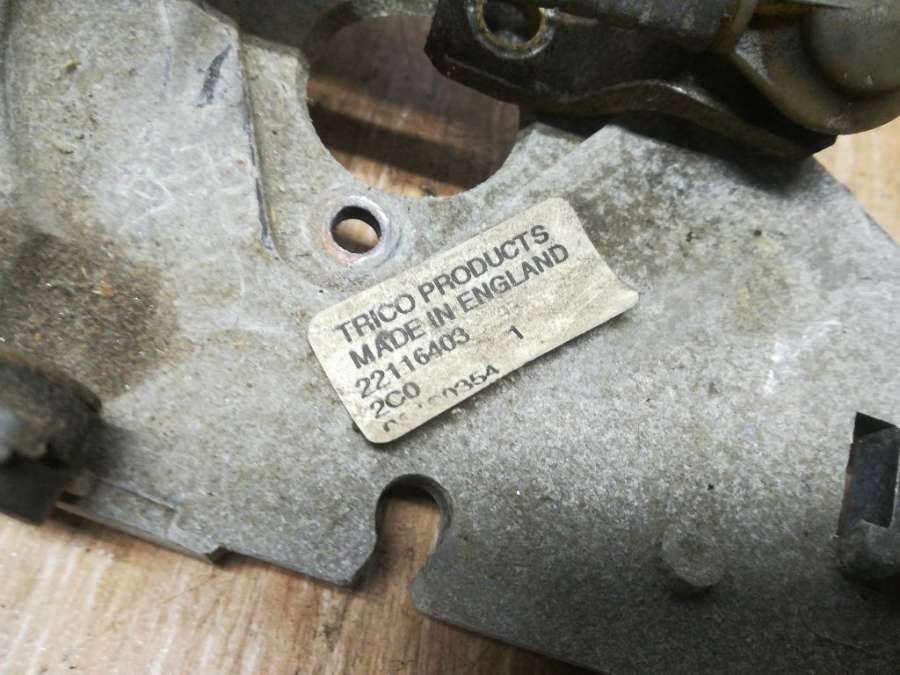 TRICO PRODUCTS
MADE IN ENGLAND
22116403 1
2C0